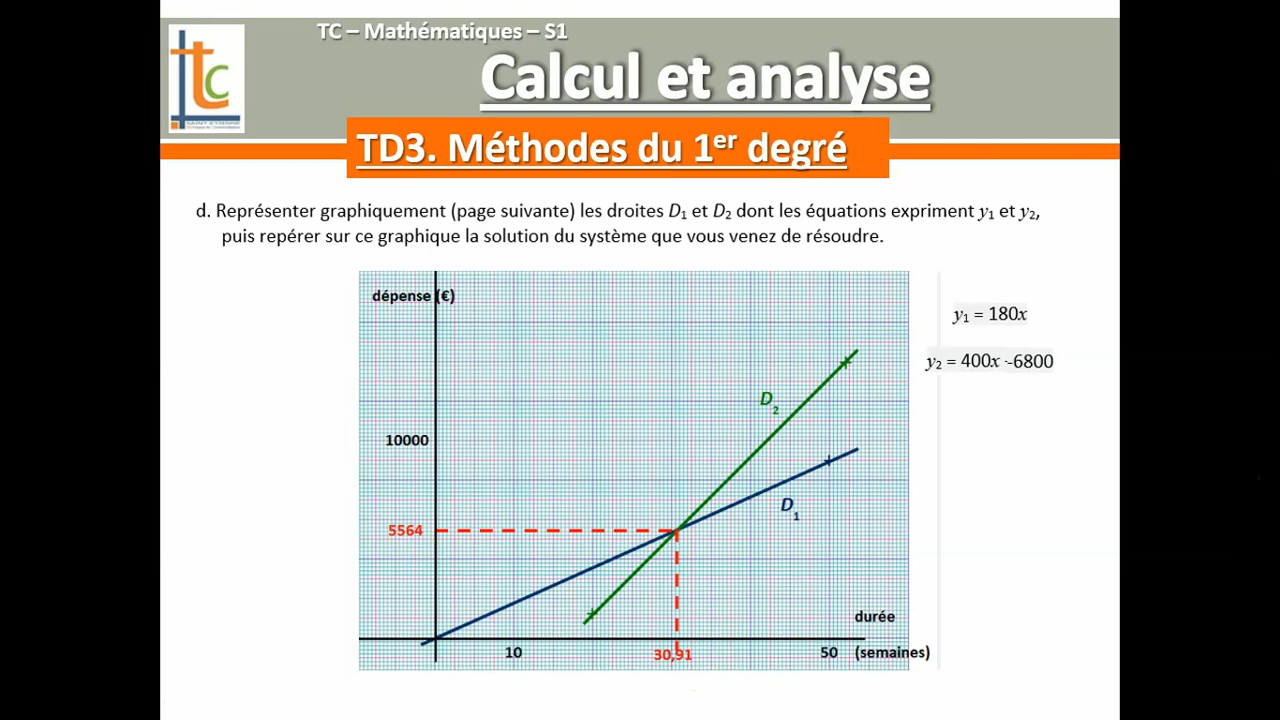 TC – Mathématiques – S1
Calcul et analyse
tc
SAINT-ETIENNE
TD3. Méthodes du 1er degré
d. Représenter graphiquement (page suivante) les droites D1 et D2 dont les équations expriment y1 et y2,
puis repérer sur ce graphique la solution du système que vous venez de résoudre.
dépense (€)
y1 = 180x
y2 = 400x -6800
D2
10000
D1
5564
durée
10
30,91
50
(semaines)